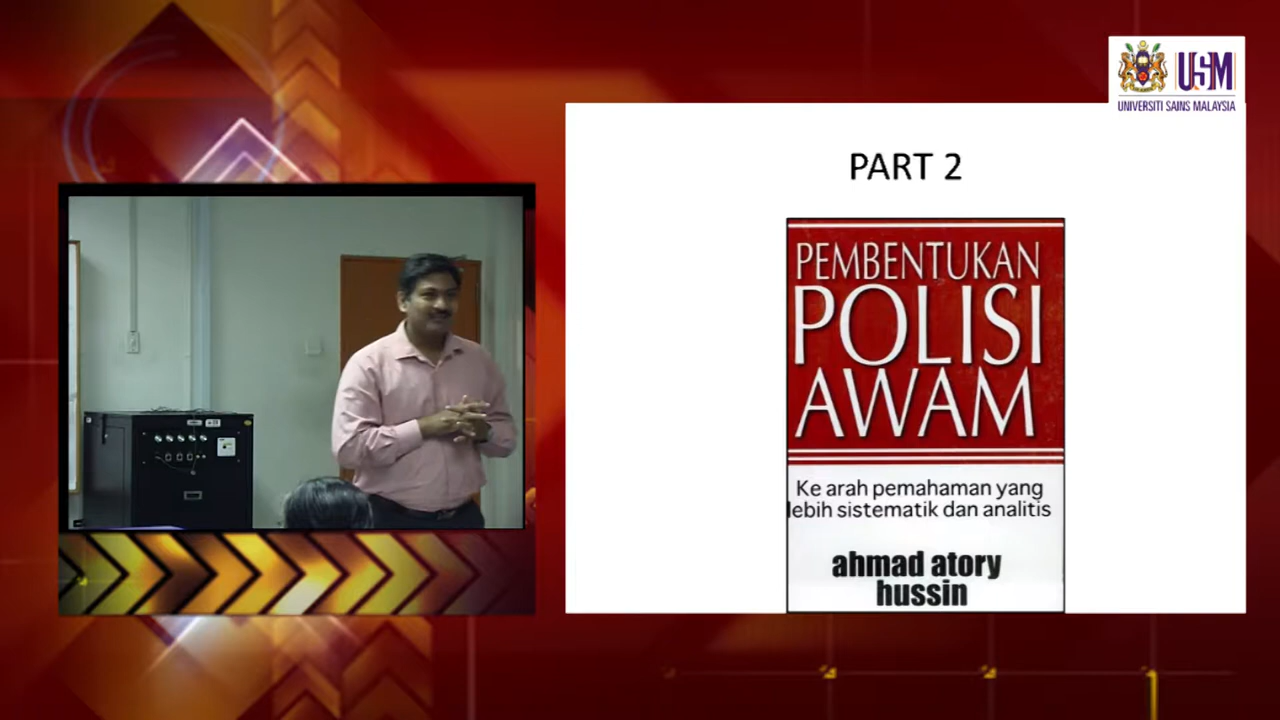 USM
UNIVERSITI SAINS MALAYSIA
PART 2
PEMBENTUKAN
POLISI
AWAM
Ke arah pemahaman yang
lebih sistematik dan analitis
ahmad atory
hussin